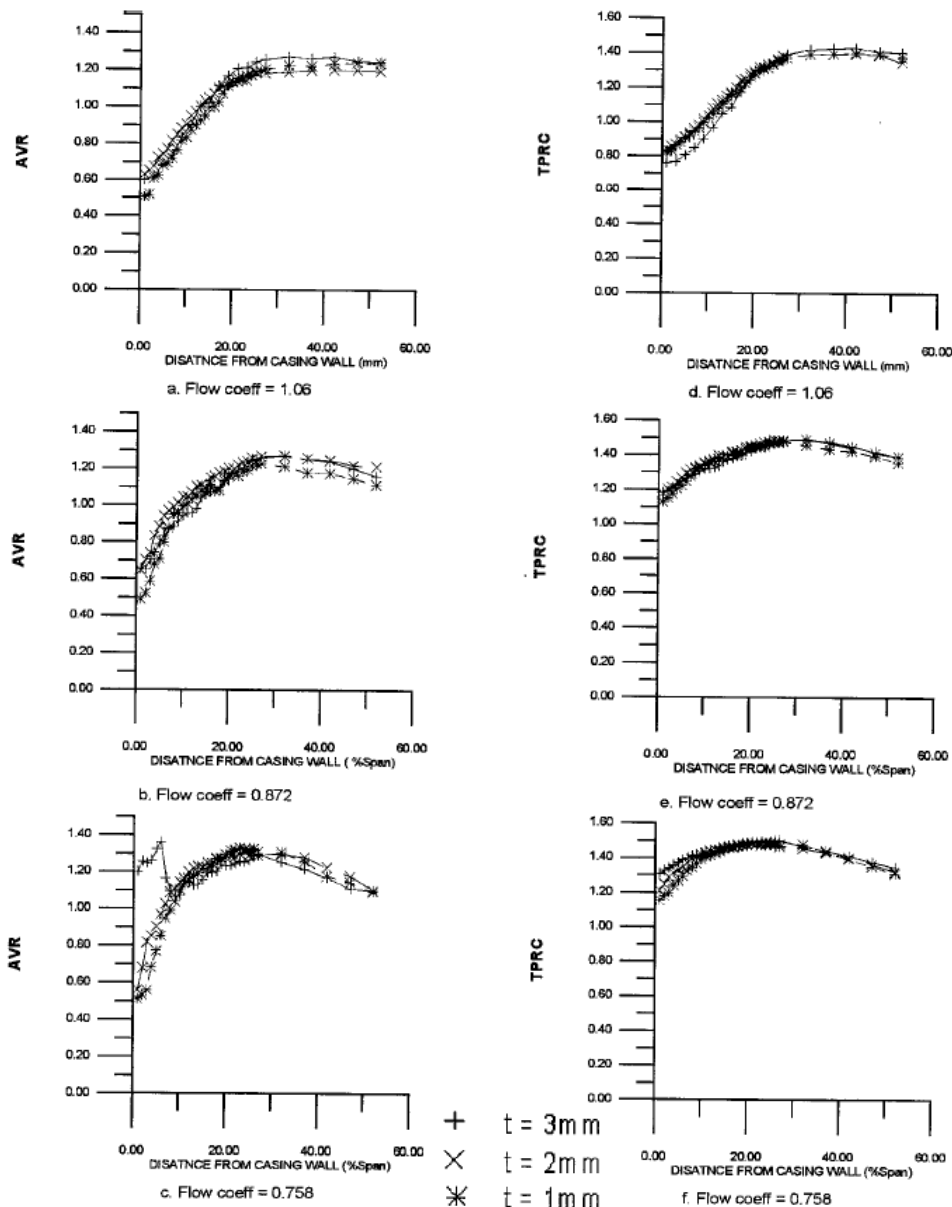 1.40
1.20
1.00
0.80
0.60
0.40
0.20
0.00
AVR
0.00 20.00 40.00 60.00
DISATNCE FROM CASING WALL (mm)
a. Flow coeff = 1.06
1.60
1.40
1.20
1.00
0.80
0.60
0.40
0.20
0.00
TPRC
0.00 20.00 40.00 60.00
DISATNCE FROM CASING WALL (mm)
d. Flow coeff = 1.06
1.40
1.20
1.00
0.80
0.60
0.40
0.20
0.00
AVR
0.00 20.00 40.00 60.00
DISATNCE FROM CASING WALL ( %Span)
b. Flow coeff = 0.872
1.60
1.40
1.20
1.00
0.80
0.60
0.40
0.20
0.00
TPRC
0.00 20.00 40.00 60.00
DISATNCE FROM CASING WALL (%Span)
e. Flow coeff = 0.872
1.40
1.20
1.00
0.80
0.60
0.40
0.20
0.00
AVR
0.00 20.00 40.00 60.00
DISATNCE FROM CASING WALL (%Span)
c. Flow coeff = 0.758
1.60
1.40
1.20
1.00
0.80
0.60
0.40
0.20
0.00
TPRC
0.00 20.00 40.00 60.00
DISATNCE FROM CASING WALL (%Span)
f. Flow coeff = 0.758
t = 3mm
t = 2mm
t = 1mm